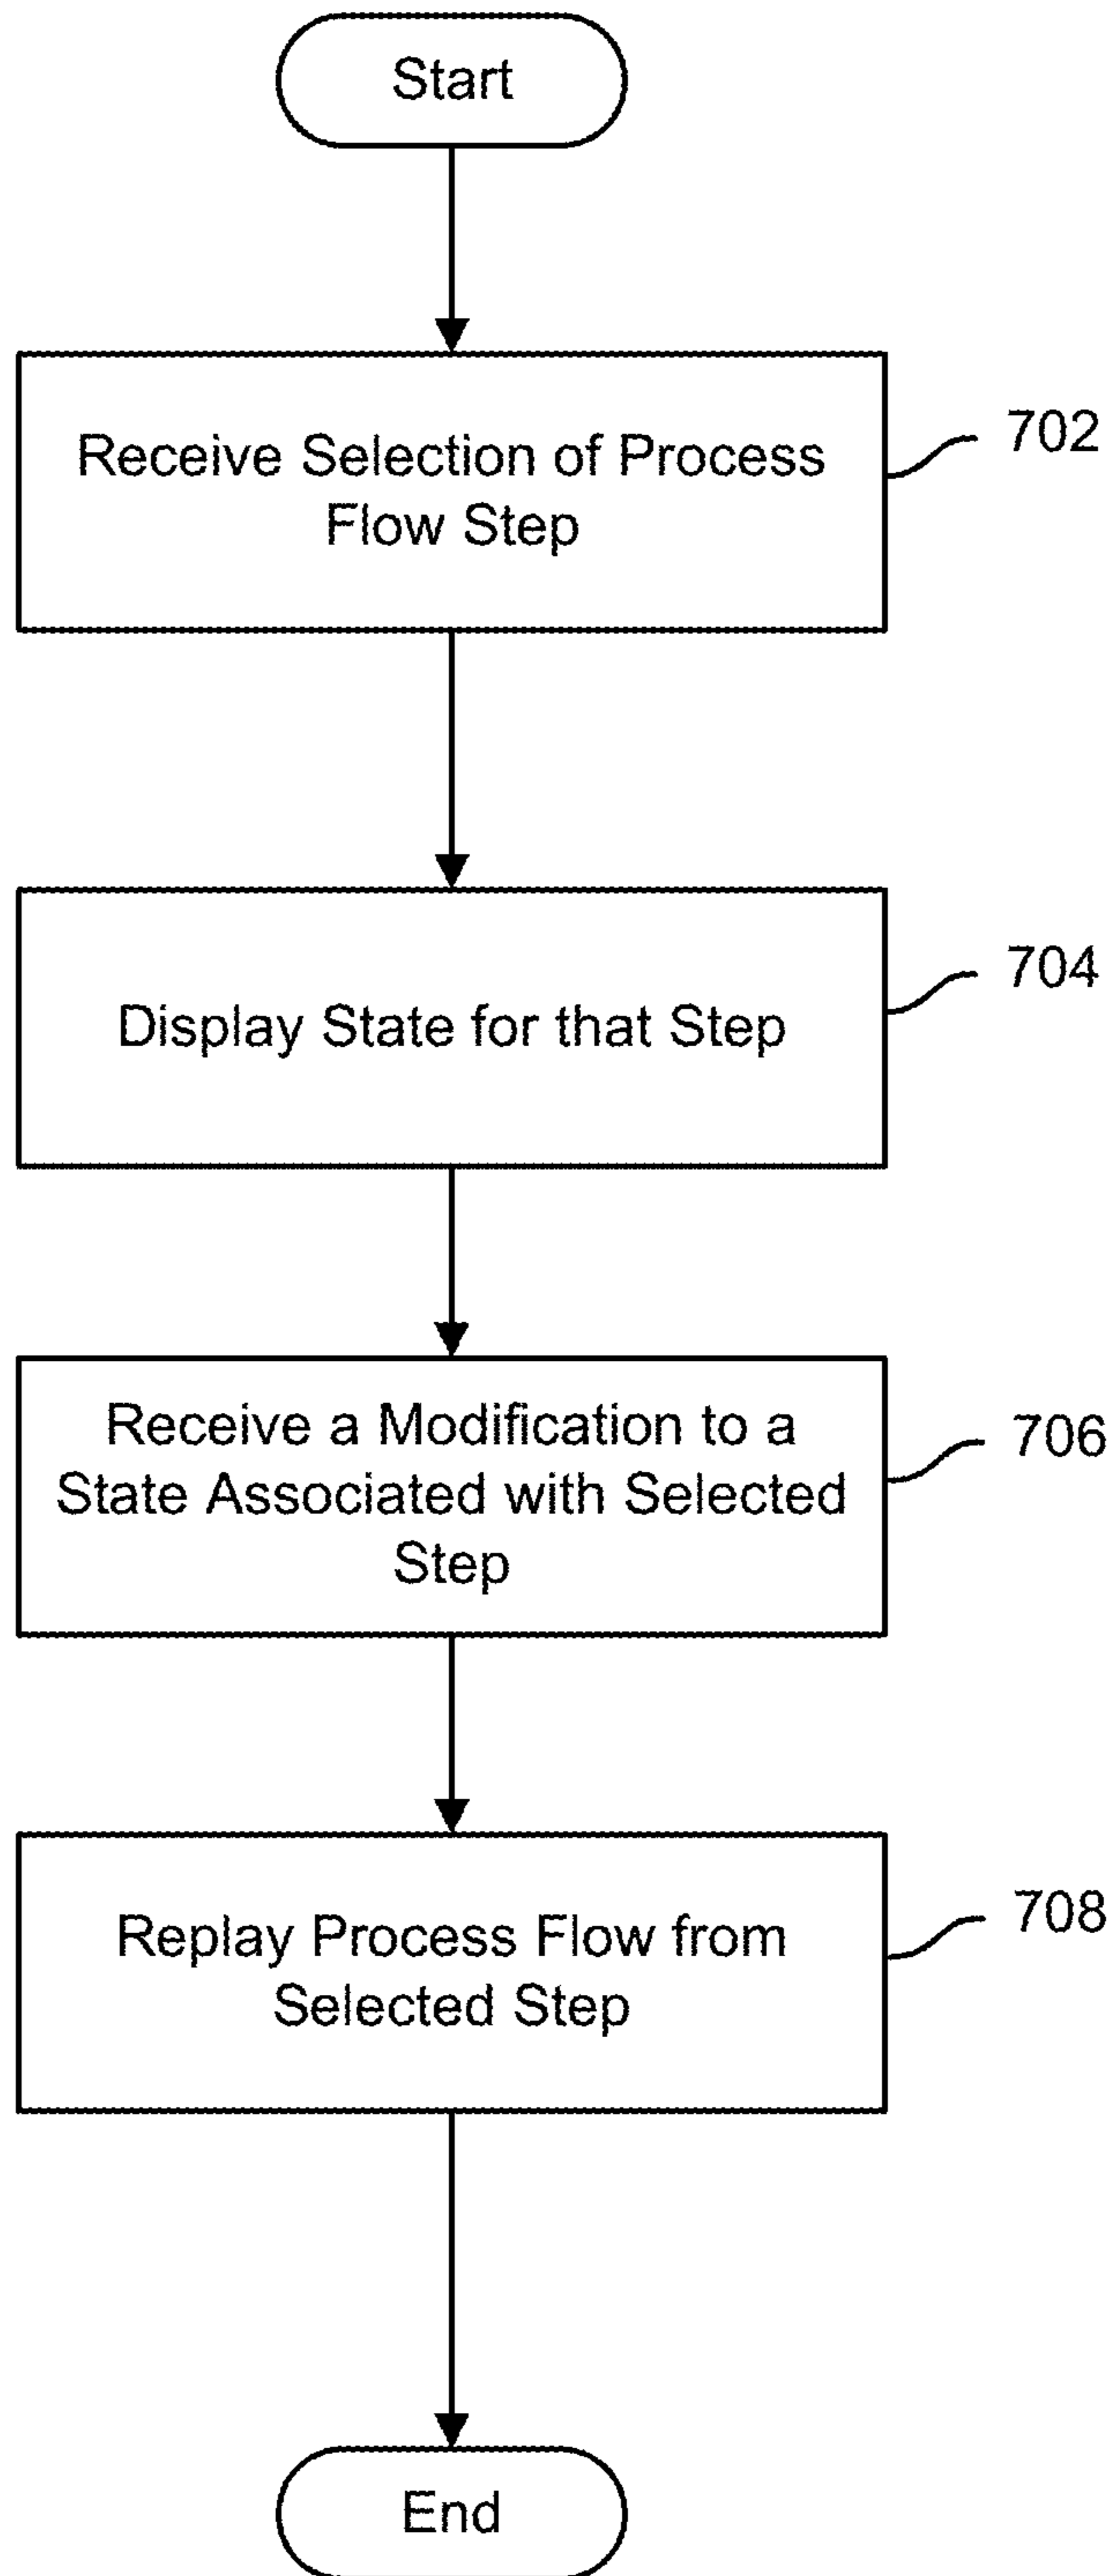 Start
Receive Selection of Process
Flow Step
702
Display State for that Step
704
Receive a Modification to a
State Associated with Selected
Step
706
Replay Process Flow from
Selected Step
708
End